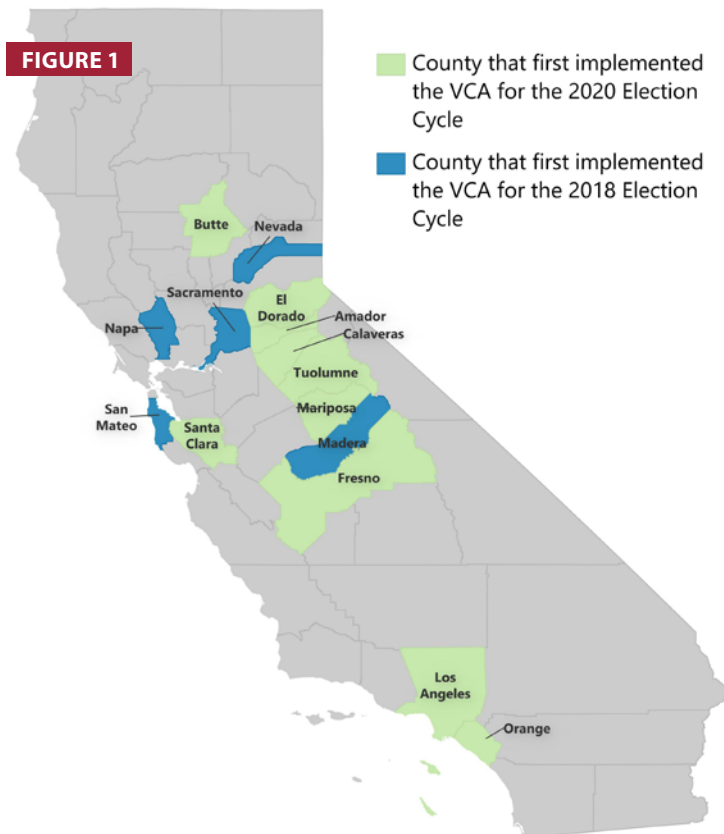 FIGURE 1
County that first implemented
the VCA for the 2020 Election
Cycle
County that first implemented
the VCA for the 2018 Election
Cycle
Butte
Nevada
Sacramento
El
Dorado
Amador
Napa
Calaveras
Tuolumne
Mariposa
San
Mateo
Santa
Clara
Madera
Fresno
Los
Angeles
Orange